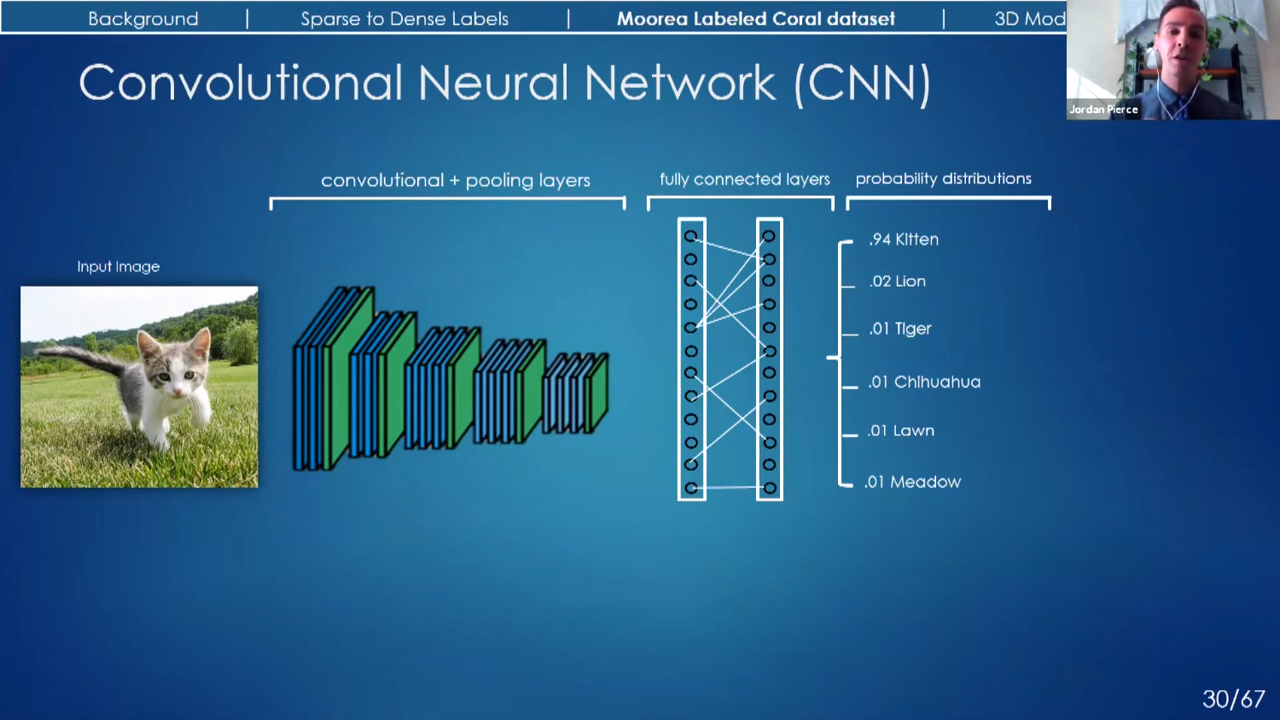 Background | Sparse to Dense Labels | Moorea Labeled Coral dataset | 3D Mod
Jordan Pierce
Convolutional Neural Network (CNN)
convolutional + pooling layers
fully connected layers
probability distributions
Input Image
.94 Kitten
.02 Lion
.01 Tiger
.01 Chihuahua
.01 Lawn
.01 Meadow
30/67